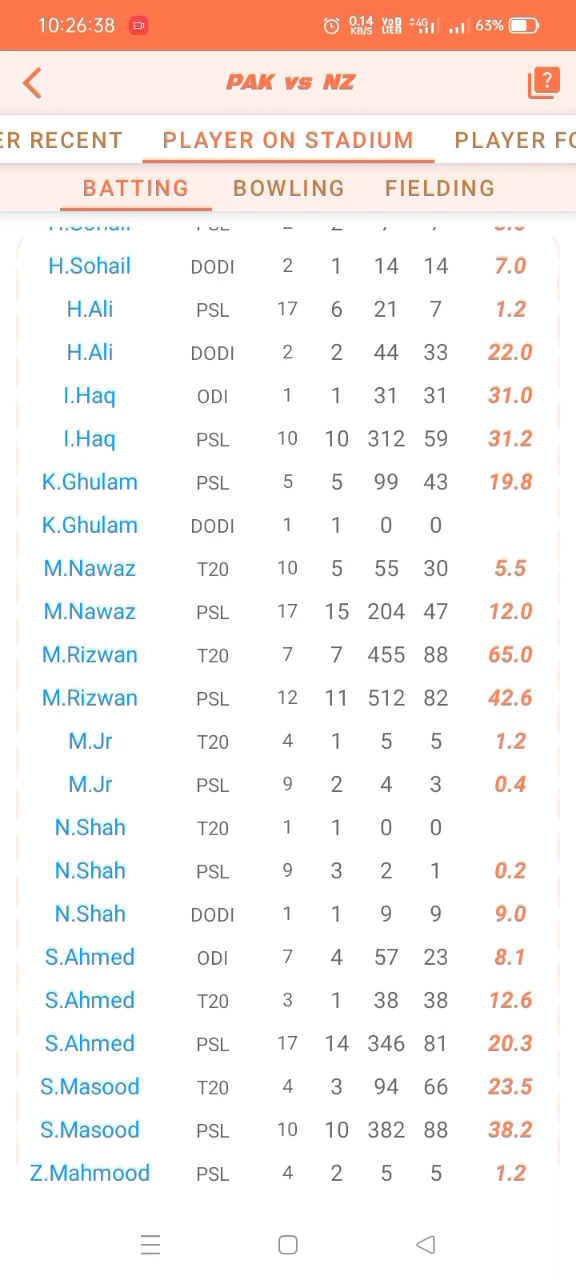 10:26:38 0.14 KB/S VoD LTEB 4G 63%
PAK vs NZ
ER RECENT PLAYER ON STADIUM PLAYER FO
BATTING BOWLING FIELDING
H.Sohail DODI 2 1 14 14 7.0
H.Ali PSL 17 6 21 7 1.2
H.Ali DODI 2 2 44 33 22.0
I.Haq ODI 1 1 31 31 31.0
I.Haq PSL 10 10 312 59 31.2
K.Ghulam PSL 5 5 99 43 19.8
K.Ghulam DODI 1 1 0 0
M.Nawaz T20 10 5 55 30 5.5
M.Nawaz PSL 17 15 204 47 12.0
M.Rizwan T20 7 7 455 88 65.0
M.Rizwan PSL 12 11 512 82 42.6
M.Jr T20 4 1 5 5 1.2
M.Jr PSL 9 2 4 3 0.4
N.Shah T20 1 1 0 0
N.Shah PSL 9 3 2 1 0.2
N.Shah DODI 1 1 9 9 9.0
S.Ahmed ODI 7 4 57 23 8.1
S.Ahmed T20 3 1 38 38 12.6
S.Ahmed PSL 17 14 346 81 20.3
S.Masood T20 4 3 94 66 23.5
S.Masood PSL 10 10 382 88 38.2
Z.Mahmood PSL 4 2 5 5 1.2